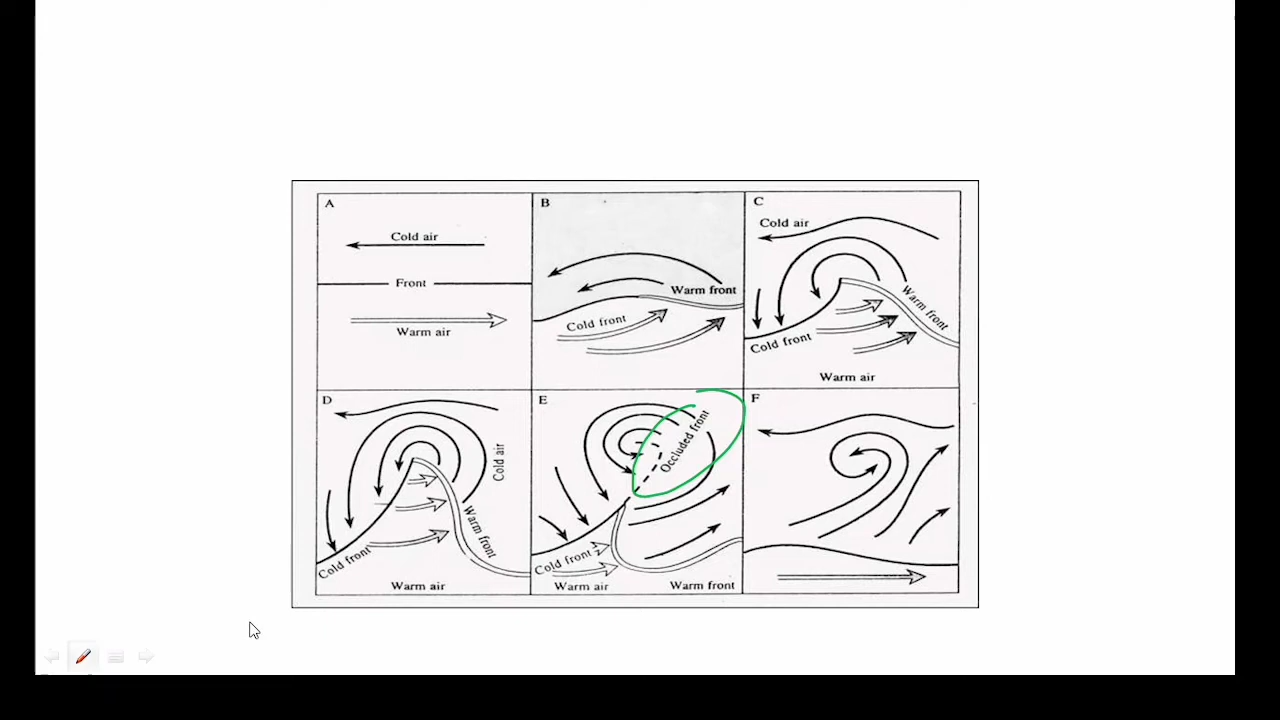 A
Cold air
Front
Warm air
B
Warm front
Cold front
C
Cold air
Warm front
Cold front
Warm air
D
Cold air
Warm front
Cold front
Warm air
E
Occluded front
Cold front
Warm air
Warm front
F